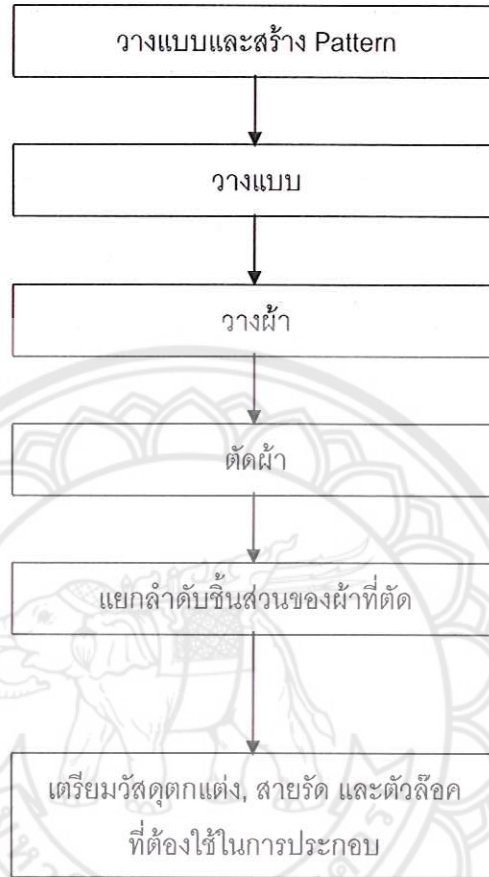 วางแบบและสร้าง Pattern
วางแบบ
วางผ้า
ตัดผ้า
แยกลำดับชิ้นส่วนของผ้าที่ตัด
เตรียมวัสดุตกแต่ง, สายรัด และตัวล๊อค
ที่ต้องใช้ในการประกอบ